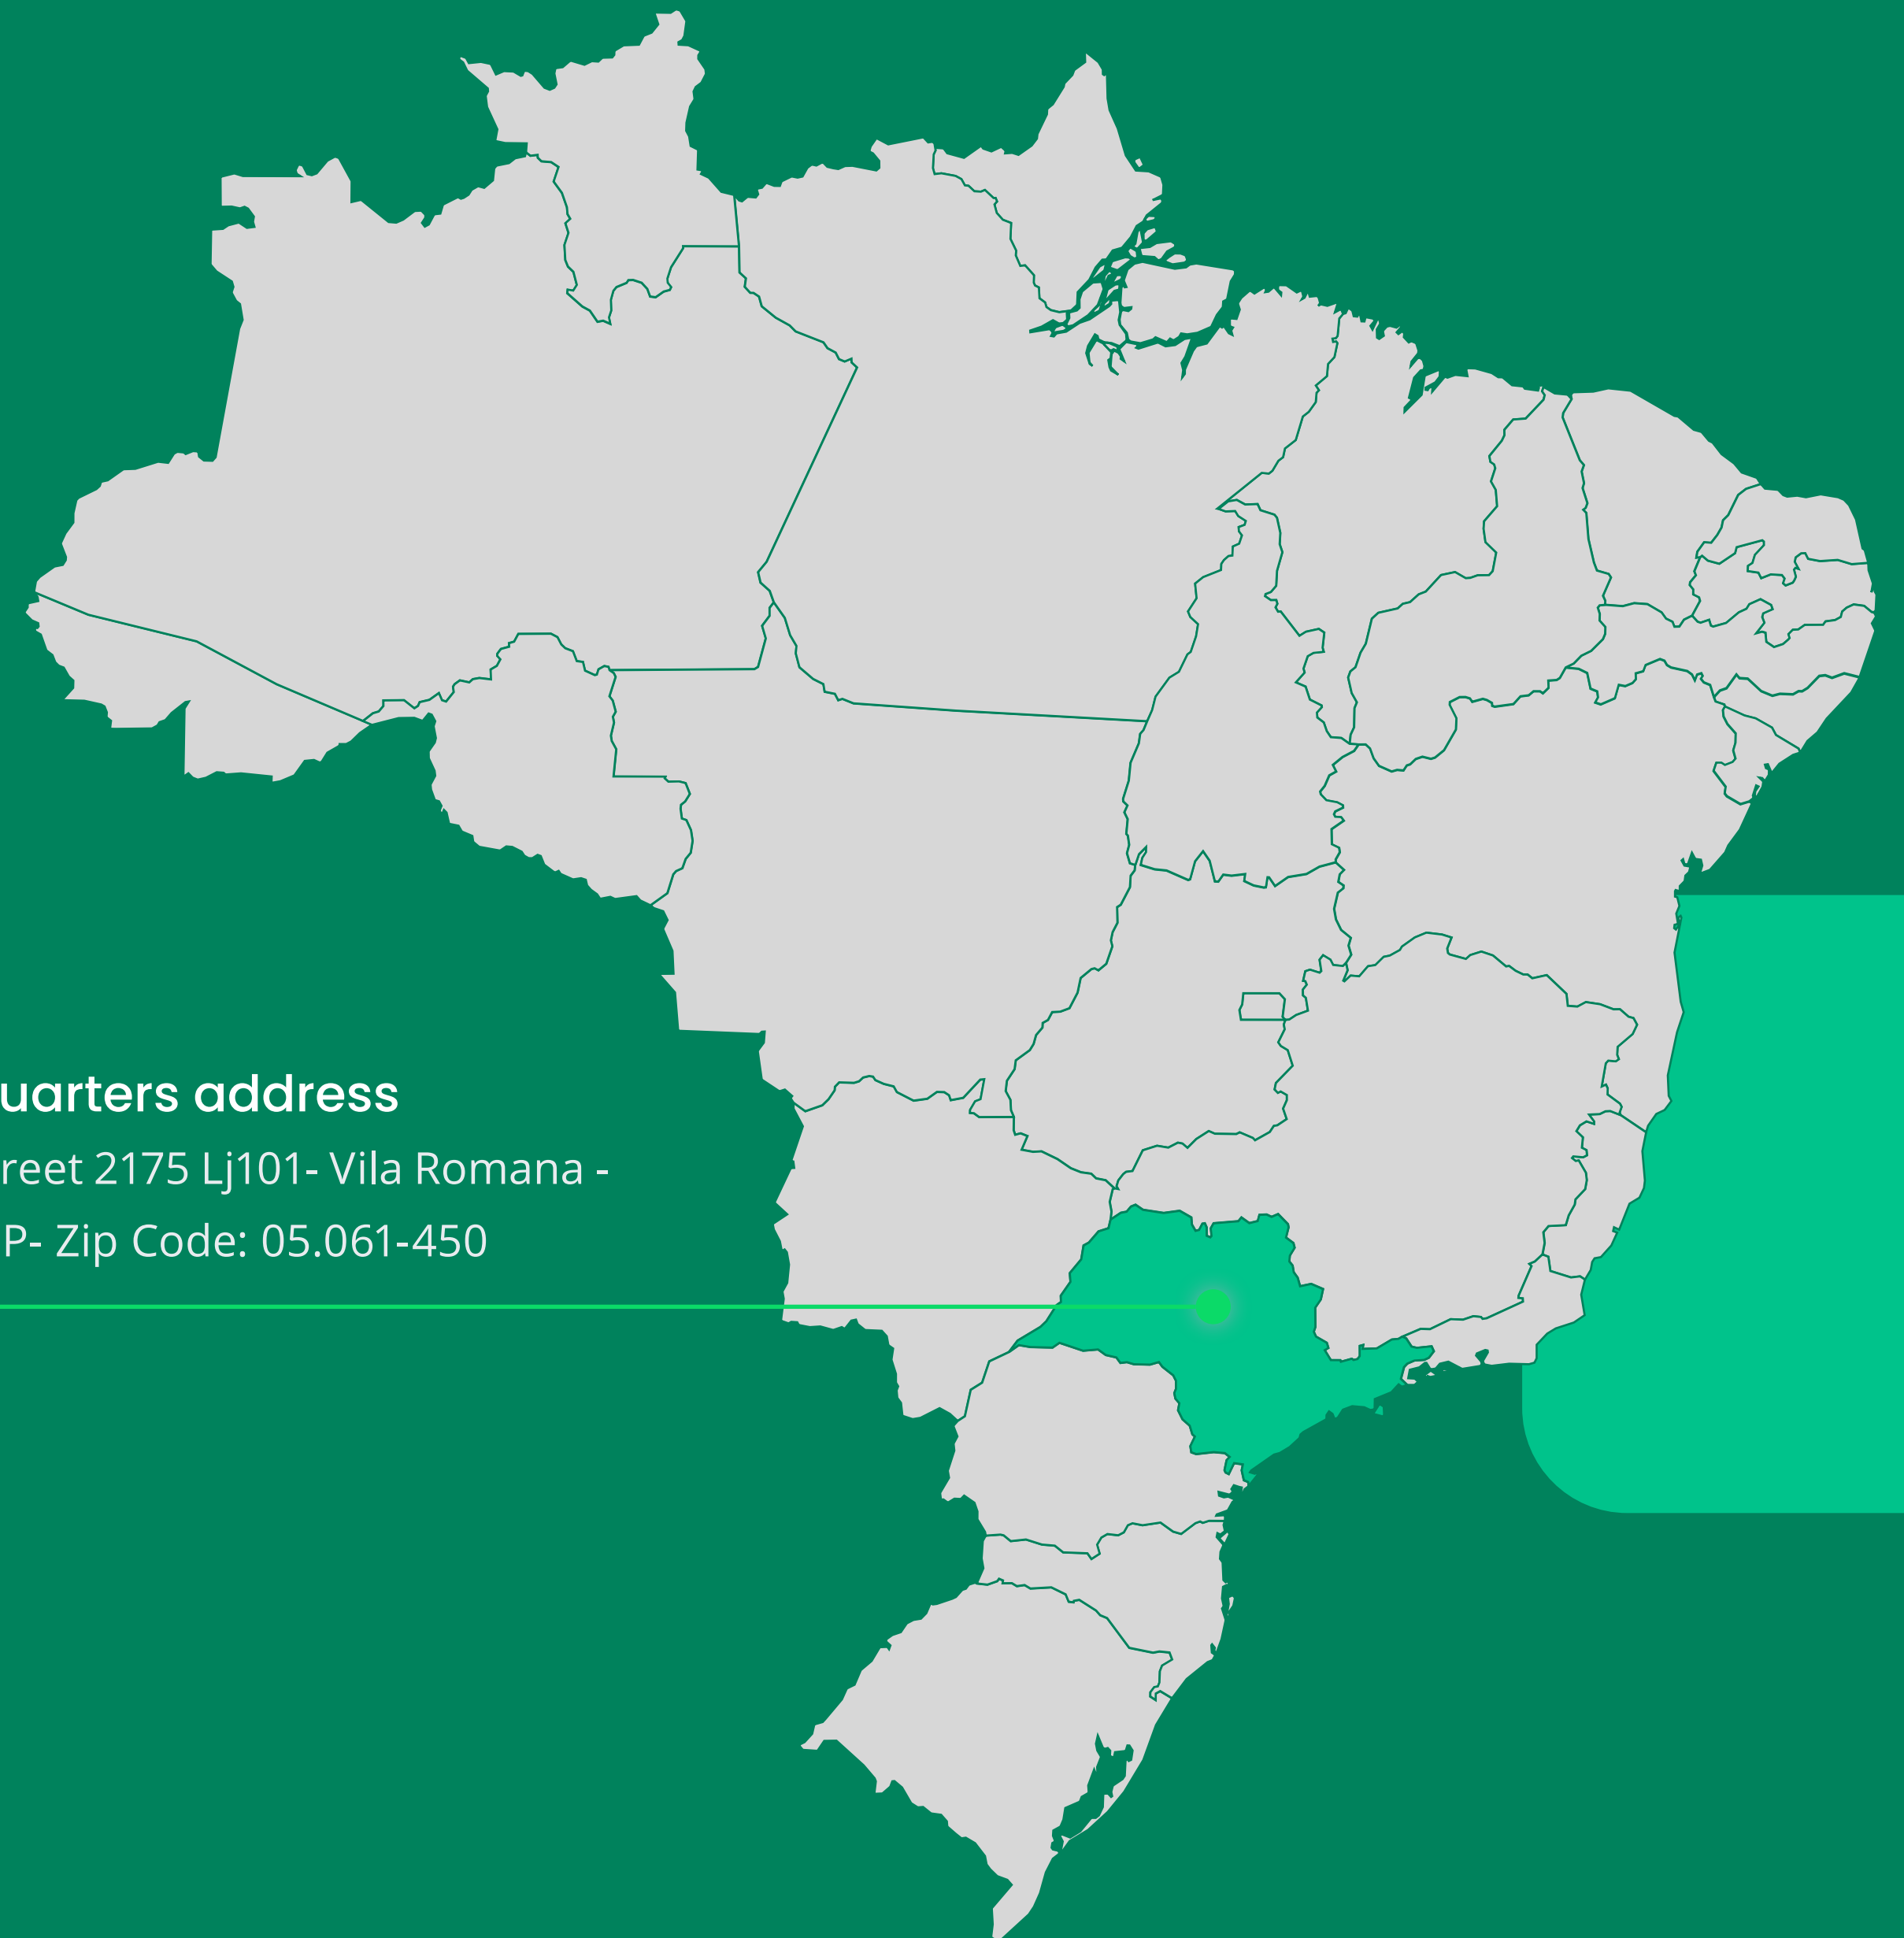 uarters address
reet 2175 Lj101- Vila Romana -
P- Zip Code: 05.061-450